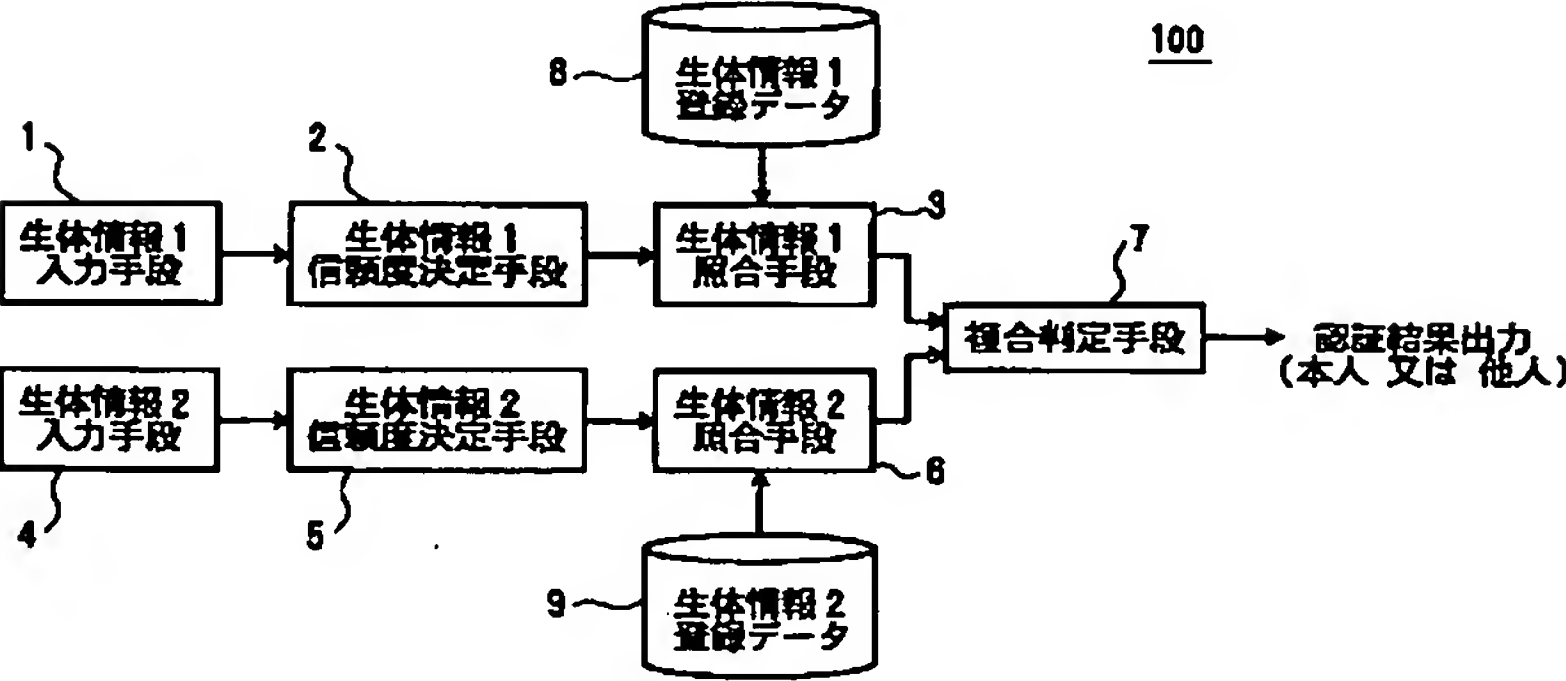 100
8
生体情報1
登録データ
1
2
3
生体情報1
入力手段
生体情報1
信頼度決定手段
生体情報1
照合手段
7
複合判定手段
認証結果出力
(本人 又は 他人)
生体情報2
入力手段
生体情報2
信頼度決定手段
生体情報2
照合手段
4
5
6
9
生体情報2
登録データ